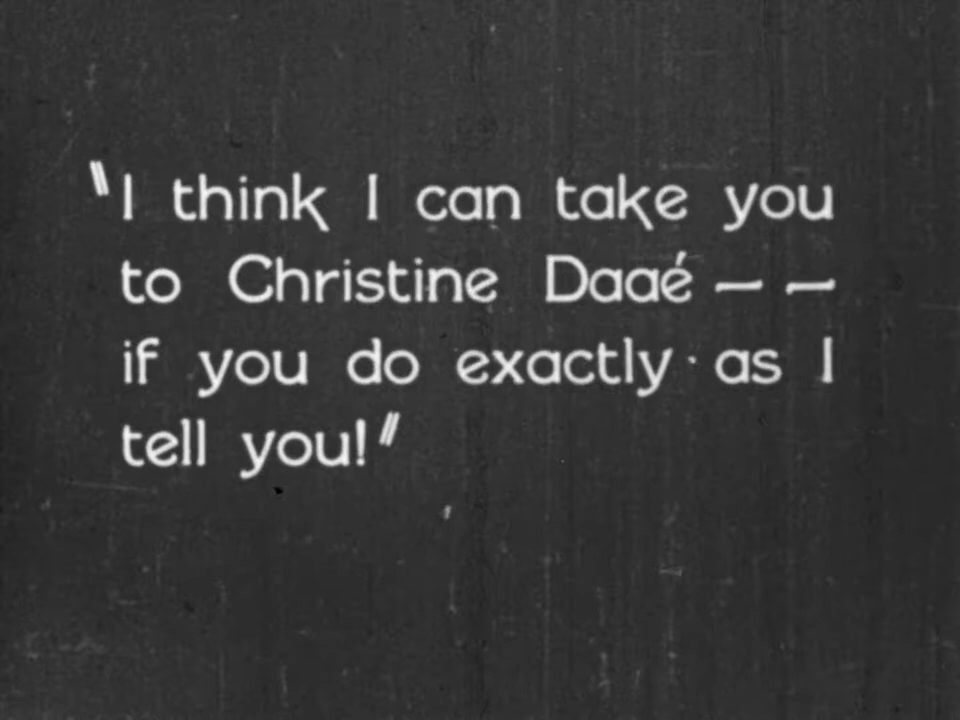 "I think I can take you
to Christine Daaé — —
if you do exactly as I
tell you!"